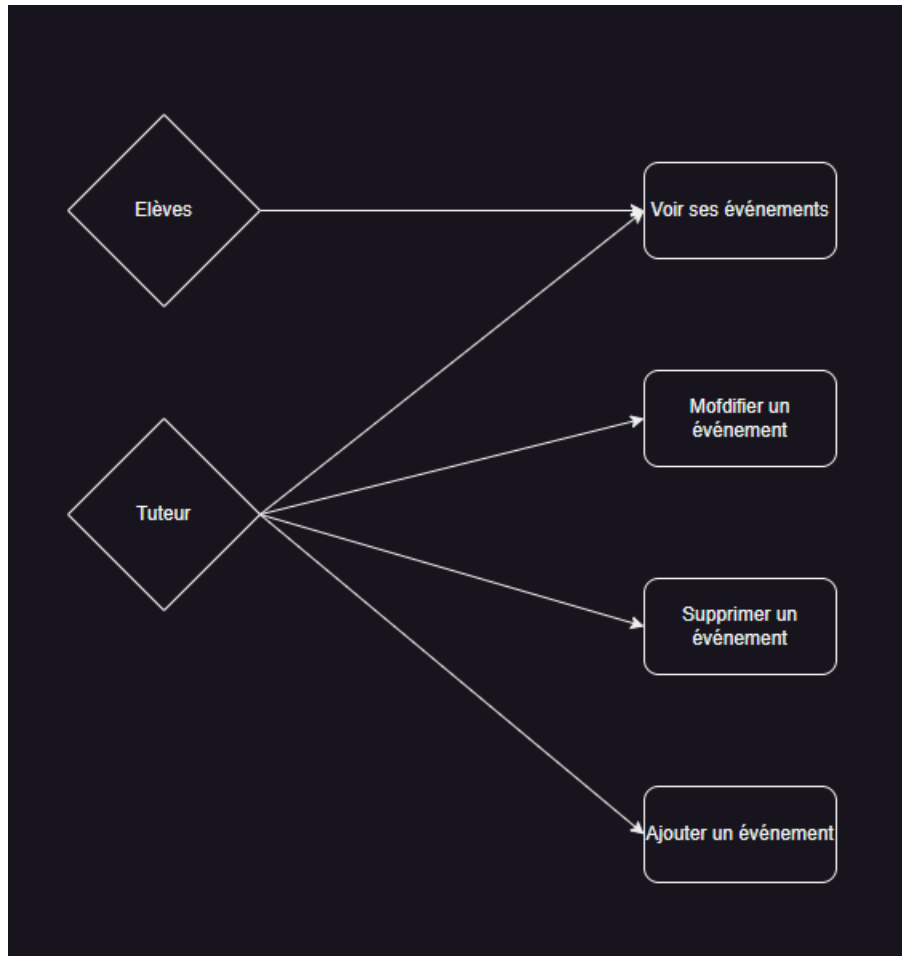 Elèves
Voir ses événements
Mofdifier un
événement
Tuteur
Supprimer un
événement
Ajouter un événement